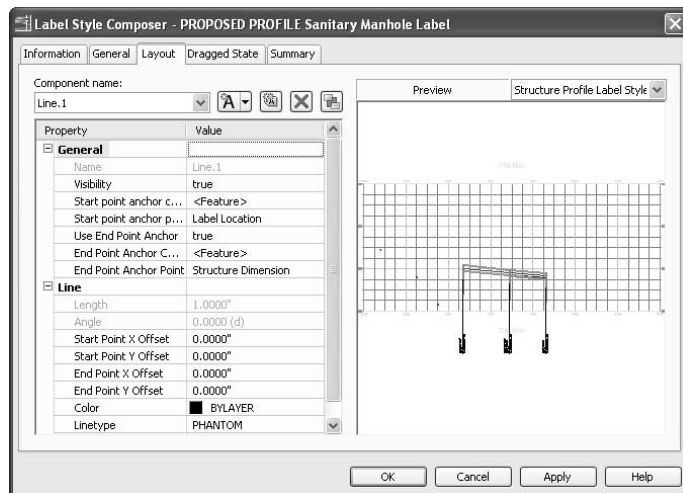 Label Style Composer - PROPOSED PROFILE Sanitary Manhole Label
Information General Layout Dragged State Summary
Component name:
Line.1
Preview
Structure Profile Label Style
Property Value
General
Name Line.1
Visibility true
Start point anchor c... <Feature>
Start point anchor p... Label Location
Use End Point Anchor true
End Point Anchor C... <Feature>
End Point Anchor Point Structure Dimension
Line
Length 1.0000"
Angle 0.0000 (d)
Start Point X Offset 0.0000"
Start Point Y Offset 0.0000"
End Point X Offset 0.0000"
End Point Y Offset 0.0000"
Color BYLAYER
Linetype PHANTOM
OK Cancel Apply Help